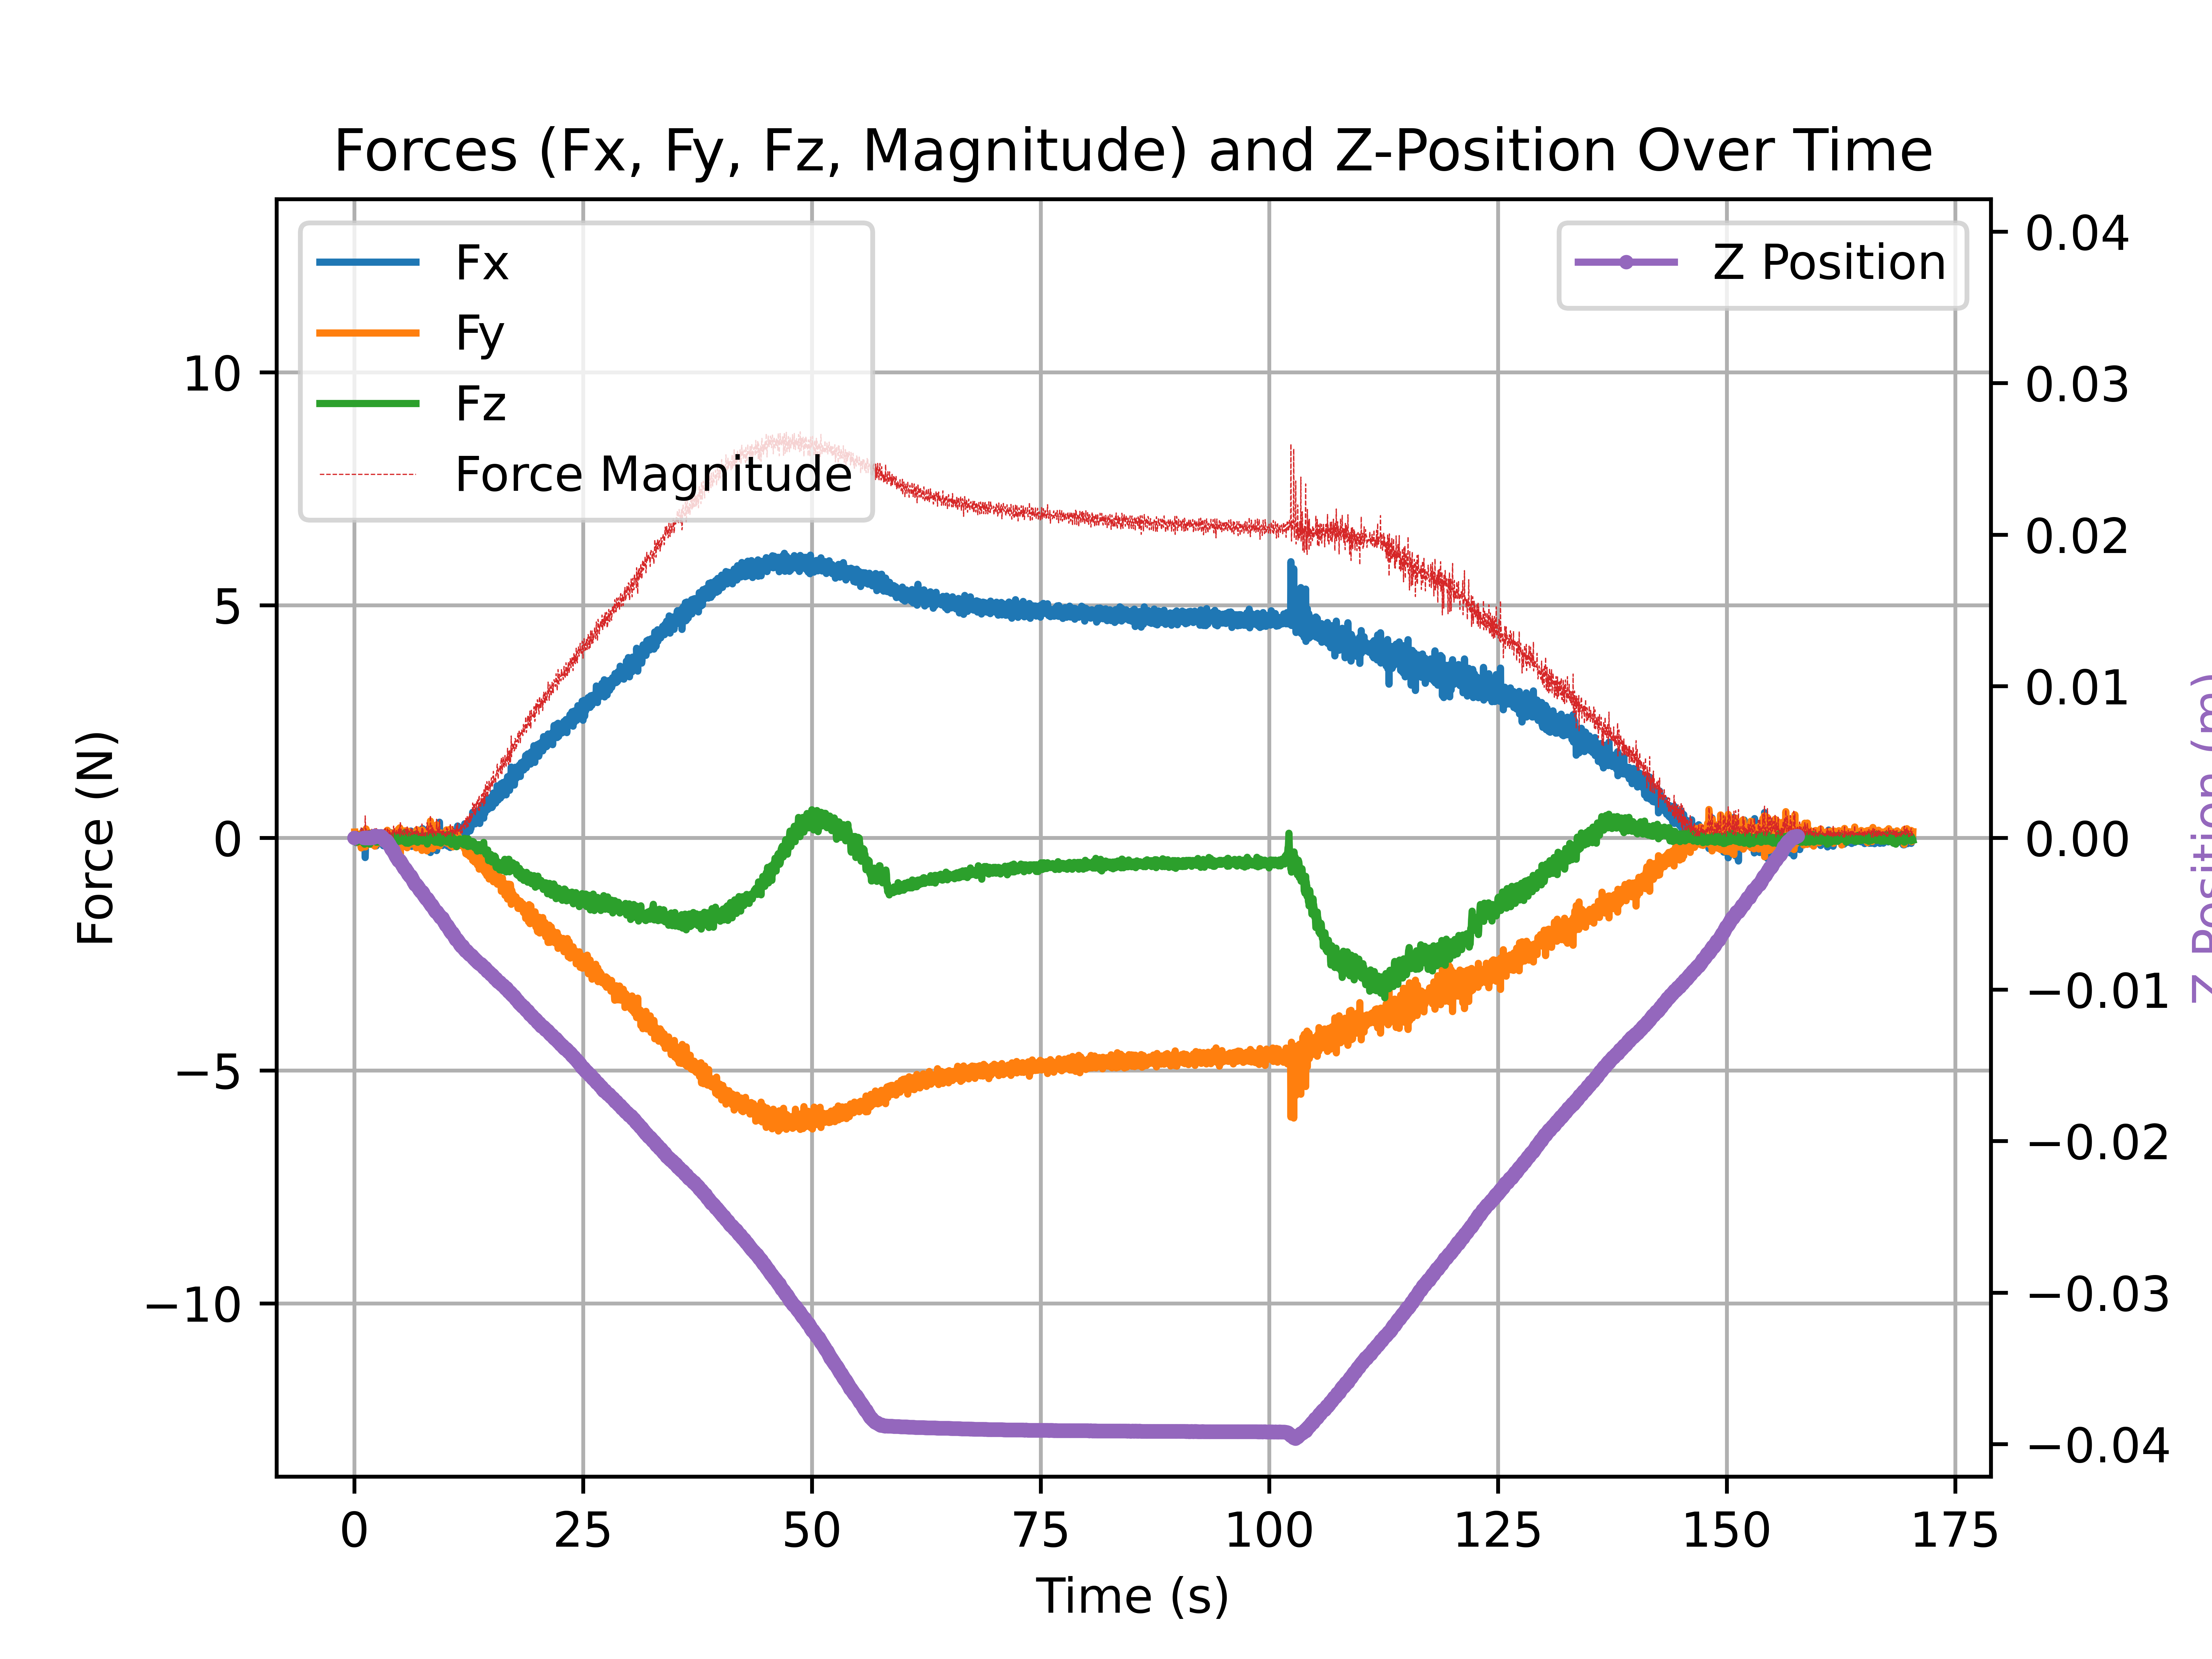 Forces (Fx, Fy, Fz, Magnitude) and Z-Position Over Time
Fx
Fy
Fz
Force Magnitude
Z Position
10
5
0
−5
−10
Force (N)
0.04
0.03
0.02
0.01
0.00
−0.01
−0.02
−0.03
−0.04
Z Position (m)
0
25
50
75
100
125
150
175
Time (s)